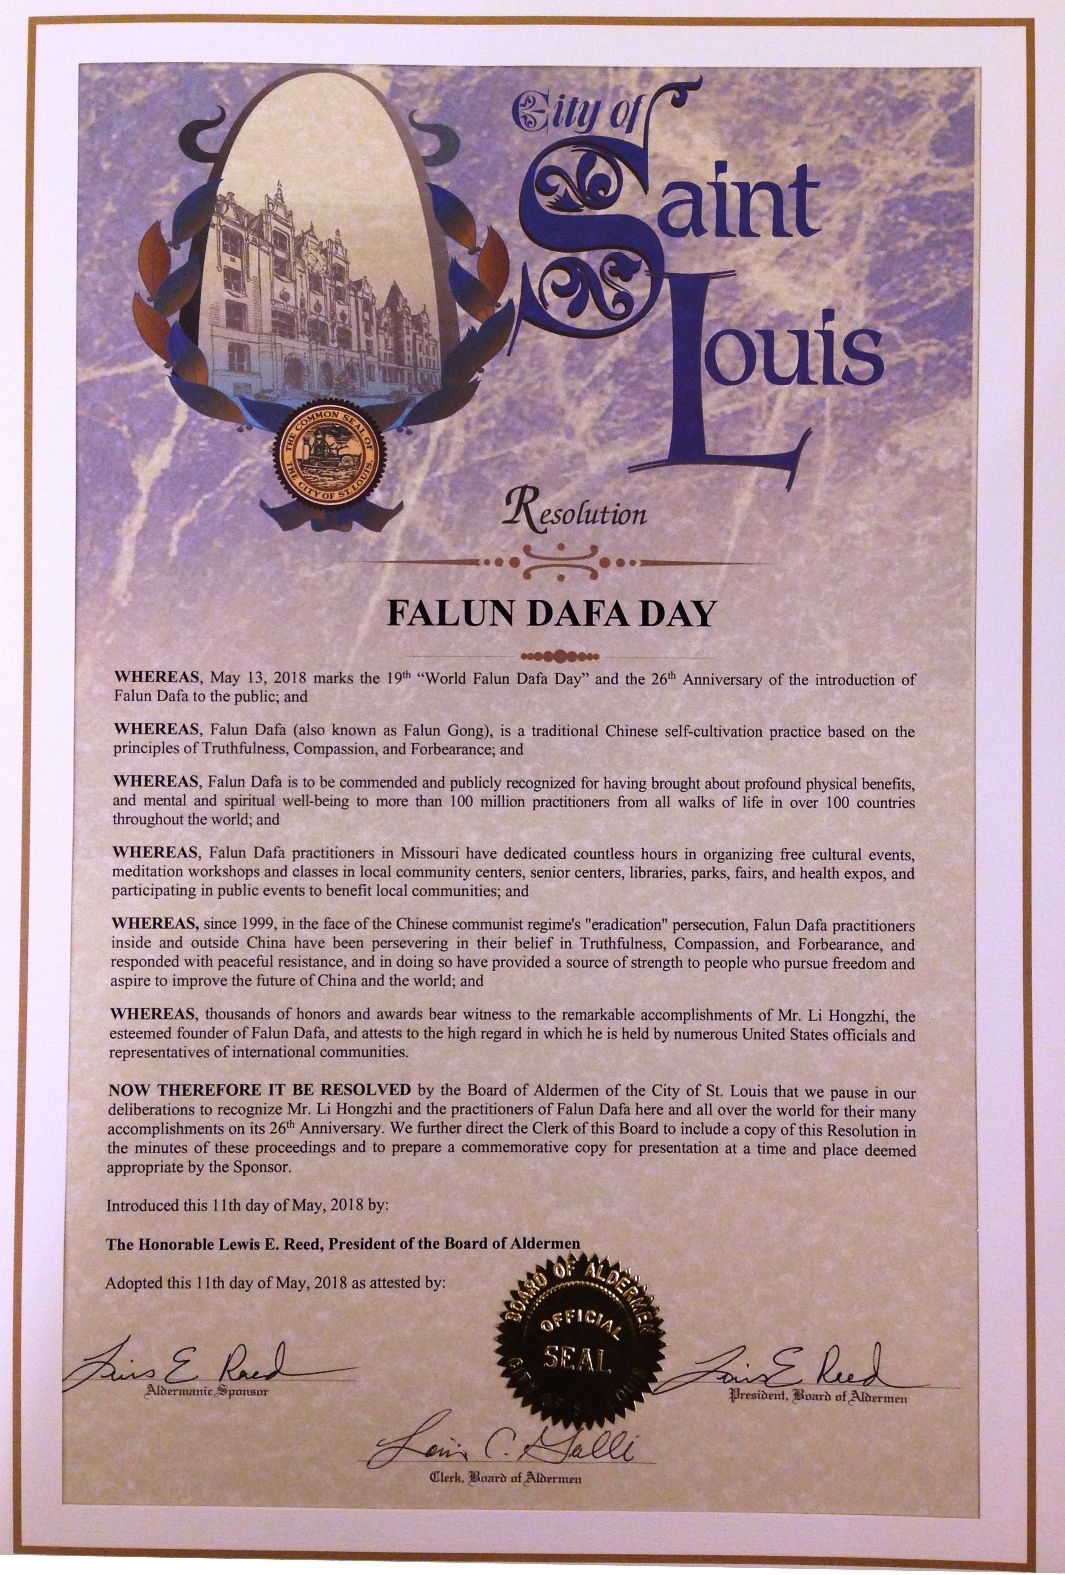 City of
Saint
Louis
THE COMMON SEAL OF
THE CITY OF ST. LOUIS.
Resolution
FALUN DAFA DAY
WHEREAS, May 13, 2018 marks the 19th “World Falun Dafa Day” and the 26th Anniversary of the introduction of
Falun Dafa to the public; and
WHEREAS, Falun Dafa (also known as Falun Gong), is a traditional Chinese self-cultivation practice based on the
principles of Truthfulness, Compassion, and Forbearance; and
WHEREAS, Falun Dafa is to be commended and publicly recognized for having brought about profound physical benefits,
and mental and spiritual well-being to more than 100 million practitioners from all walks of life in over 100 countries
throughout the world; and
WHEREAS, Falun Dafa practitioners in Missouri have dedicated countless hours in organizing free cultural events,
meditation workshops and classes in local community centers, senior centers, libraries, parks, fairs, and health expos, and
participating in public events to benefit local communities; and
WHEREAS, since 1999, in the face of the Chinese communist regime's "eradication" persecution, Falun Dafa practitioners
inside and outside China have been persevering in their belief in Truthfulness, Compassion, and Forbearance, and
responded with peaceful resistance, and in doing so have provided a source of strength to people who pursue freedom and
aspire to improve the future of China and the world; and
WHEREAS, thousands of honors and awards bear witness to the remarkable accomplishments of Mr. Li Hongzhi, the
esteemed founder of Falun Dafa, and attests to the high regard in which he is held by numerous United States officials and
representatives of international communities.
NOW THEREFORE IT BE RESOLVED by the Board of Aldermen of the City of St. Louis that we pause in our
deliberations to recognize Mr. Li Hongzhi and the practitioners of Falun Dafa here and all over the world for their many
accomplishments on its 26th Anniversary. We further direct the Clerk of this Board to include a copy of this Resolution in
the minutes of these proceedings and to prepare a commemorative copy for presentation at a time and place deemed
appropriate by the Sponsor.
Introduced this 11th day of May, 2018 by:
The Honorable Lewis E. Reed, President of the Board of Aldermen
Adopted this 11th day of May, 2018 as attested by:
BOARD OF ALDERMEN
OFFICIAL
SEAL
CITY OF ST. LOUIS
Lewis E Reed
Aldermanic Sponsor
Lewis E Reed
President, Board of Aldermen
Clerk, Board of Aldermen